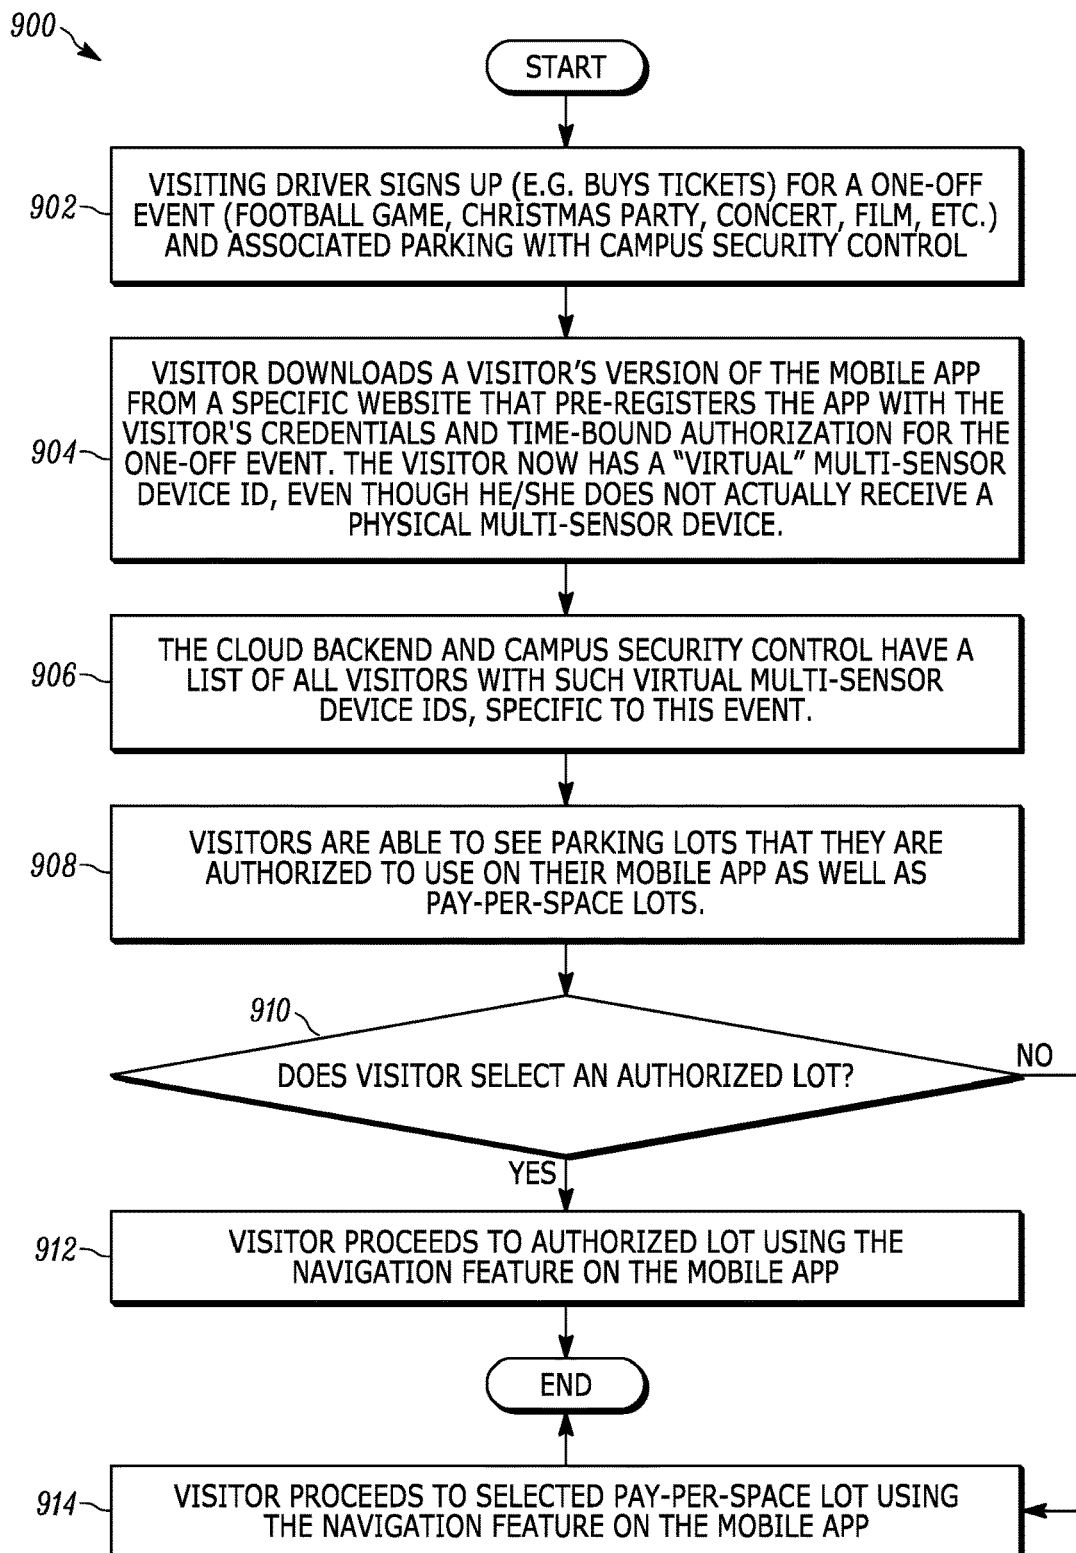 900
START
902
VISITING DRIVER SIGNS UP (E.G. BUYS TICKETS) FOR A ONE-OFF
EVENT (FOOTBALL GAME, CHRISTMAS PARTY, CONCERT, FILM, ETC.)
AND ASSOCIATED PARKING WITH CAMPUS SECURITY CONTROL
904
VISITOR DOWNLOADS A VISITOR'S VERSION OF THE MOBILE APP
FROM A SPECIFIC WEBSITE THAT PRE-REGISTERS THE APP WITH THE
VISITOR'S CREDENTIALS AND TIME-BOUND AUTHORIZATION FOR THE
ONE-OFF EVENT. THE VISITOR NOW HAS A “VIRTUAL” MULTI-SENSOR
DEVICE ID, EVEN THOUGH HE/SHE DOES NOT ACTUALLY RECEIVE A
PHYSICAL MULTI-SENSOR DEVICE.
906
THE CLOUD BACKEND AND CAMPUS SECURITY CONTROL HAVE A
LIST OF ALL VISITORS WITH SUCH VIRTUAL MULTI-SENSOR
DEVICE IDS, SPECIFIC TO THIS EVENT.
908
VISITORS ARE ABLE TO SEE PARKING LOTS THAT THEY ARE
AUTHORIZED TO USE ON THEIR MOBILE APP AS WELL AS
PAY-PER-SPACE LOTS.
910
DOES VISITOR SELECT AN AUTHORIZED LOT?
NO
YES
912
VISITOR PROCEEDS TO AUTHORIZED LOT USING THE
NAVIGATION FEATURE ON THE MOBILE APP
END
914
VISITOR PROCEEDS TO SELECTED PAY-PER-SPACE LOT USING
THE NAVIGATION FEATURE ON THE MOBILE APP